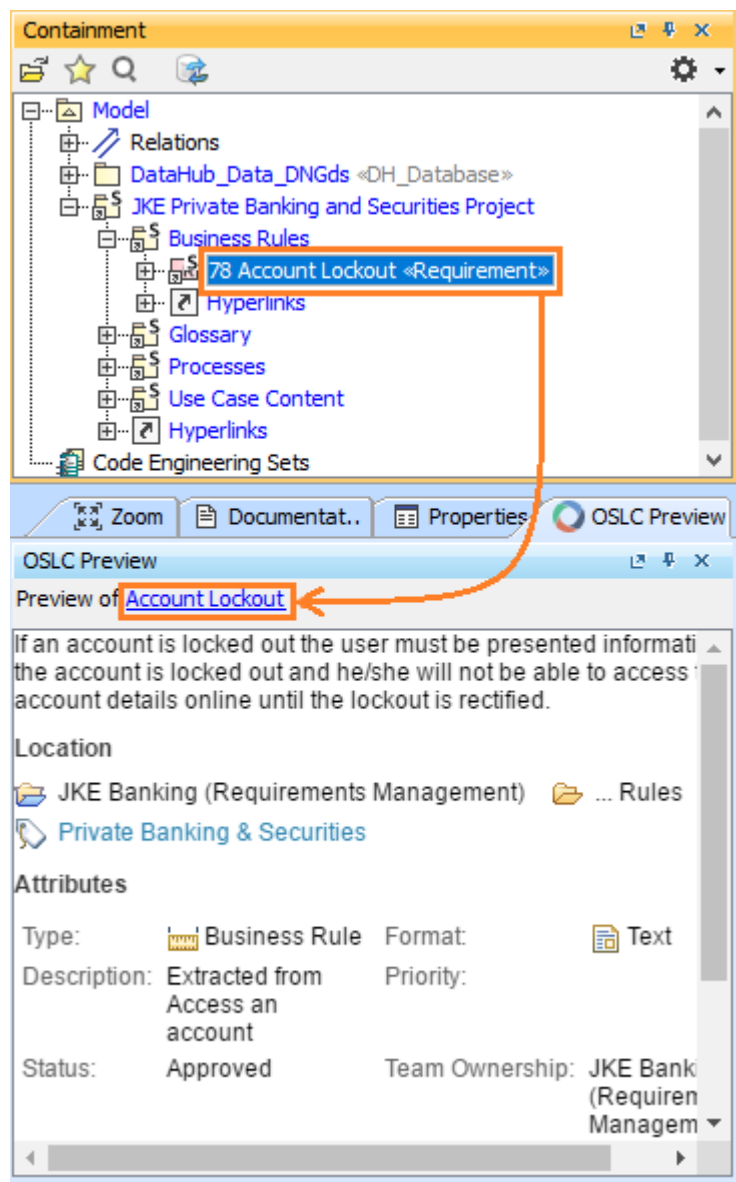 Containment
Model
Relations
DataHub_Data_DNGds «DH_Database»
JKE Private Banking and Securities Project
Business Rules
78 Account Lockout «Requirement»
Hyperlinks
Glossary
Processes
Use Case Content
Hyperlinks
Code Engineering Sets
Zoom Documentat.. Properties OSLC Preview
OSLC Preview
Preview of Account Lockout
If an account is locked out the user must be presented informati
the account is locked out and he/she will not be able to access
account details online until the lockout is rectified.
Location
JKE Banking (Requirements Management) ... Rules
Private Banking & Securities
Attributes
Type: Business Rule Format: Text
Description: Extracted from Priority:
Access an
account
Status: Approved Team Ownership: JKE Bank
(Requirem
Managem